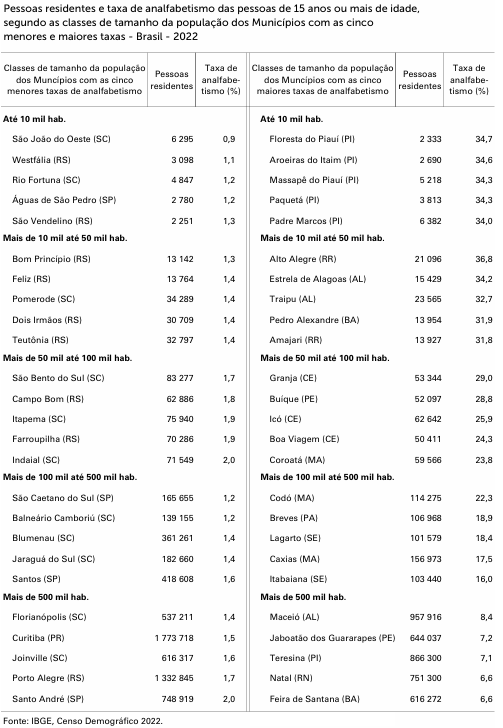 Pessoas residentes e taxa de analfabetismo das pessoas de 15 anos ou mais de idade,
segundo as classes de tamanho da população dos Municípios com as cinco
menores e maiores taxas - Brasil - 2022
Classes de tamanho da população dos Muncípios com as cinco menores taxas de analfabetismo | Pessoas residentes | Taxa de analfabe-tismo (%) | Classes de tamanho da população dos Muncípios com as cinco maiores taxas de analfabetismo | Pessoas residentes | Taxa de analfabe-tismo (%)
Até 10 mil hab. | Até 10 mil hab.
São João do Oeste (SC) 6 295 0,9 | Floresta do Piauí (PI) 2 333 34,7
Westfália (RS) 3 098 1,1 | Aroeiras do Itaim (PI) 2 690 34,6
Rio Fortuna (SC) 4 847 1,2 | Massapê do Piauí (PI) 5 218 34,3
Águas de São Pedro (SP) 2 780 1,2 | Paquetá (PI) 3 813 34,3
São Vendelino (RS) 2 251 1,3 | Padre Marcos (PI) 6 382 34,0
Mais de 10 mil até 50 mil hab. | Mais de 10 mil até 50 mil hab.
Bom Princípio (RS) 13 142 1,3 | Alto Alegre (RR) 21 096 36,8
Feliz (RS) 13 764 1,4 | Estrela de Alagoas (AL) 15 429 34,2
Pomerode (SC) 34 289 1,4 | Traipu (AL) 23 565 32,7
Dois Irmãos (RS) 30 709 1,4 | Pedro Alexandre (BA) 13 954 31,9
Teutônia (RS) 32 797 1,4 | Amajari (RR) 13 927 31,8
Mais de 50 mil até 100 mil hab. | Mais de 50 mil até 100 mil hab.
São Bento do Sul (SC) 83 277 1,7 | Granja (CE) 53 344 29,0
Campo Bom (RS) 62 886 1,8 | Buíque (PE) 52 097 28,8
Itapema (SC) 75 940 1,9 | Icó (CE) 62 642 25,9
Farroupilha (RS) 70 286 1,9 | Boa Viagem (CE) 50 411 24,3
Indaial (SC) 71 549 2,0 | Coroatá (MA) 59 566 23,8
Mais de 100 mil até 500 mil hab. | Mais de 100 mil até 500 mil hab.
São Caetano do Sul (SP) 165 655 1,2 | Codó (MA) 114 275 22,3
Balneário Camboriú (SC) 139 155 1,2 | Breves (PA) 106 968 18,9
Blumenau (SC) 361 261 1,4 | Lagarto (SE) 101 579 18,4
Jaraguá do Sul (SC) 182 660 1,4 | Caxias (MA) 156 973 17,5
Santos (SP) 418 608 1,6 | Itabaiana (SE) 103 440 16,0
Mais de 500 mil hab. | Mais de 500 mil hab.
Florianópolis (SC) 537 211 1,4 | Maceió (AL) 957 916 8,4
Curitiba (PR) 1 773 718 1,5 | Jaboatão dos Guararapes (PE) 644 037 7,2
Joinville (SC) 616 317 1,6 | Teresina (PI) 866 300 7,1
Porto Alegre (RS) 1 332 845 1,7 | Natal (RN) 751 300 6,6
Santo André (SP) 748 919 2,0 | Feira de Santana (BA) 616 272 6,6
Fonte: IBGE, Censo Demográfico 2022.